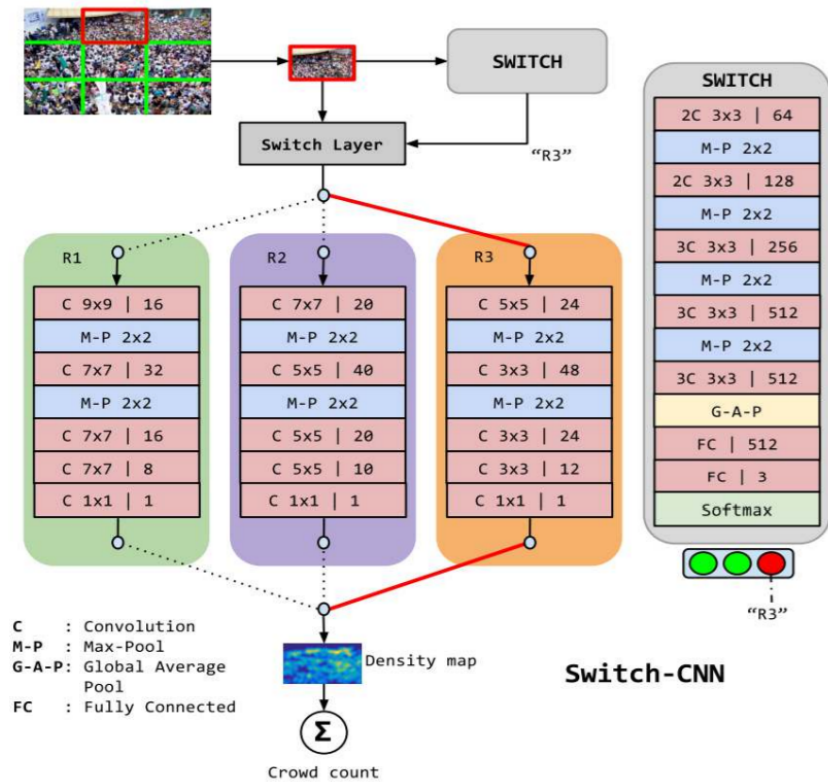 SWITCH
Switch Layer
“R3”
R1
C 9x9 | 16
M-P 2x2
C 7x7 | 32
M-P 2x2
C 7x7 | 16
C 7x7 | 8
C 1x1 | 1
R2
C 7x7 | 20
M-P 2x2
C 5x5 | 40
M-P 2x2
C 5x5 | 20
C 5x5 | 10
C 1x1 | 1
R3
C 5x5 | 24
M-P 2x2
C 3x3 | 48
M-P 2x2
C 3x3 | 24
C 3x3 | 12
C 1x1 | 1
SWITCH
2C 3x3 | 64
M-P 2x2
2C 3x3 | 128
M-P 2x2
3C 3x3 | 256
M-P 2x2
3C 3x3 | 512
M-P 2x2
3C 3x3 | 512
G-A-P
FC | 512
FC | 3
Softmax
“R3”
C : Convolution
M-P : Max-Pool
G-A-P: Global Average
Pool
FC : Fully Connected
Density map
Σ
Crowd count
Switch-CNN